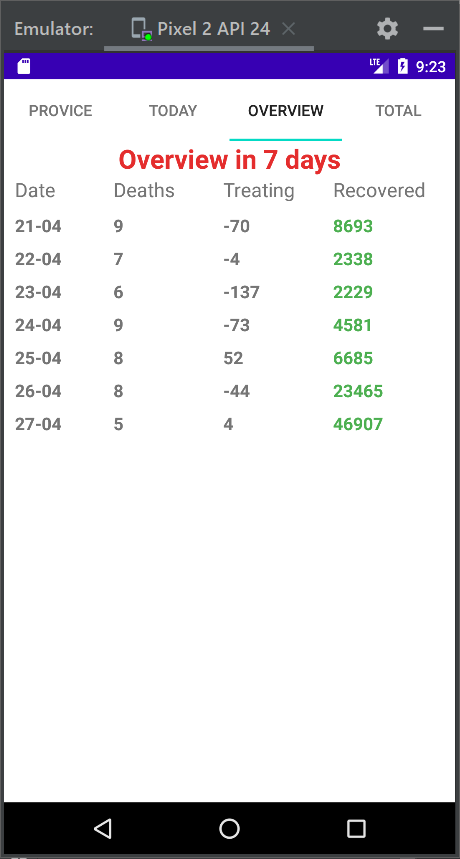 Emulator: Pixel 2 API 24
LTE 9:23
PROVICE TODAY OVERVIEW TOTAL
Overview in 7 days
Date Deaths Treating Recovered
21-04 9 -70 8693
22-04 7 -4 2338
23-04 6 -137 2229
24-04 9 -73 4581
25-04 8 52 6685
26-04 8 -44 23465
27-04 5 4 46907